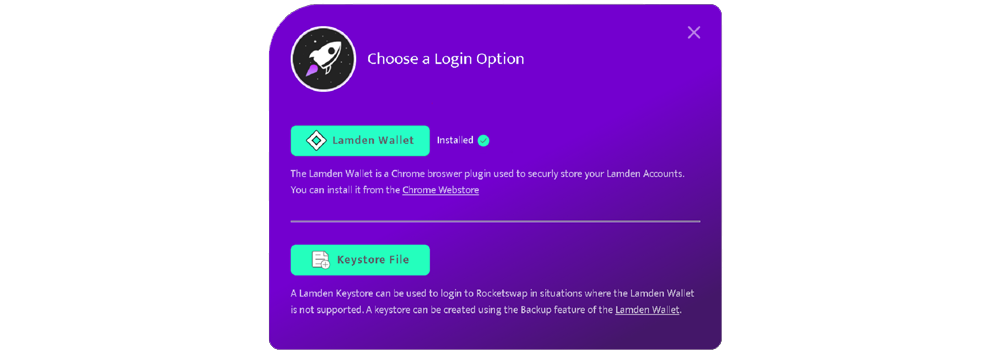 Choose a Login Option
Lamden Wallet Installed
The Lamden Wallet is a Chrome broswer plugin used to securly store your Lamden Accounts.
You can install it from the Chrome Webstore
Keystore File
A Lamden Keystore can be used to login to Rocketswap in situations where the Lamden Wallet
is not supported. A keystore can be created using the Backup feature of the Lamden Wallet.